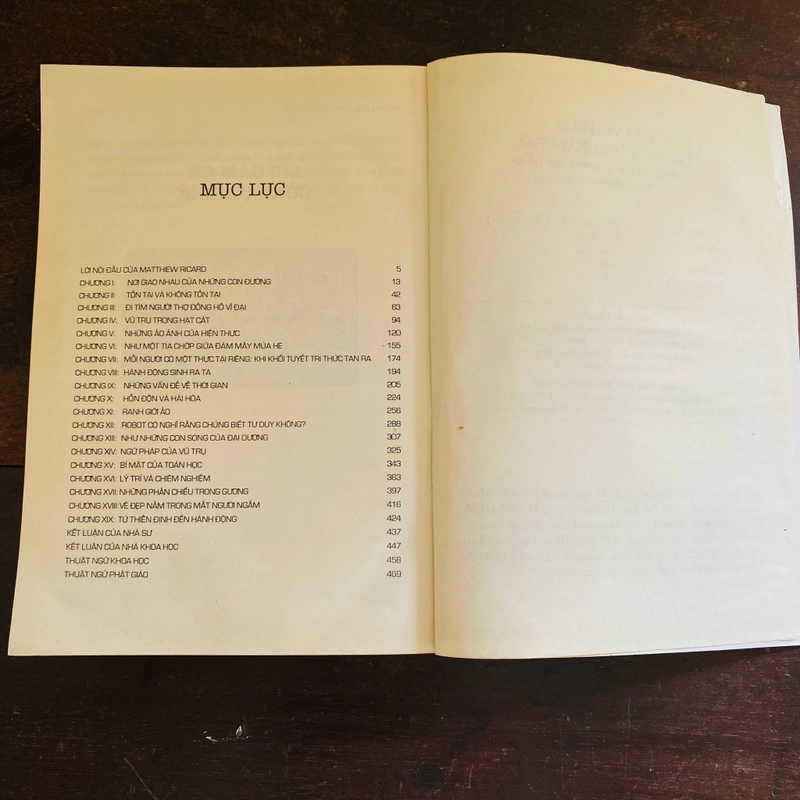 MỤC LỤC
LỜI NÓI ĐẦU CỦA MATTHIEW RICARD 5
CHƯƠNG I: NƠI GIAO NHAU CỦA NHỮNG CON ĐƯỜNG 13
CHƯƠNG II: TỒN TẠI VÀ KHÔNG TỒN TẠI 42
CHƯƠNG III: ĐI TÌM NGƯỜI THỢ ĐỒNG HỒ VĨ ĐẠI 63
CHƯƠNG IV: VŨ TRỤ TRONG HẠT CÁT 94
CHƯƠNG V: NHỮNG ẢO ẢNH CỦA HIỆN THỰC 120
CHƯƠNG VI: NHƯ MỘT TIA CHỚP GIỮA ĐÁM MÂY MÙA HÈ 155
CHƯƠNG VII: MỖI NGƯỜI CÓ MỘT THỰC TẠI RIÊNG: KHI KHỐI TUYẾT TRI THỨC TAN RA 174
CHƯƠNG VIII: HÀNH ĐỘNG SINH RA TA 194
CHƯƠNG IX: NHỮNG VẤN ĐỀ VỀ THỜI GIAN 205
CHƯƠNG X: HỖN ĐỘN VÀ HÀI HÒA 224
CHƯƠNG XI: RANH GIỚI ẢO 256
CHƯƠNG XII: ROBOT CÓ NGHĨ RẰNG CHÚNG BIẾT TƯ DUY KHÔNG? 288
CHƯƠNG XIII: NHƯ NHỮNG CON SÓNG CỦA ĐẠI DƯƠNG 307
CHƯƠNG XIV: NGỮ PHÁP CỦA VŨ TRỤ 325
CHƯƠNG XV: BÍ MẬT CỦA TOÁN HỌC 343
CHƯƠNG XVI: LÝ TRÍ VÀ CHIÊM NGHIỆM 363
CHƯƠNG XVII: NHỮNG PHẢN CHIẾU TRONG GƯƠNG 397
CHƯƠNG XVIII: VẺ ĐẸP NẰM TRONG MẮT NGƯỜI NGẮM 416
CHƯƠNG XIX: TỪ THIỀN ĐỊNH ĐẾN HÀNH ĐỘNG 424
KẾT LUẬN CỦA NHÀ SƯ 437
KẾT LUẬN CỦA NHÀ KHOA HỌC 447
THUẬT NGỮ KHOA HỌC 458
THUẬT NGỮ PHẬT GIÁO 469